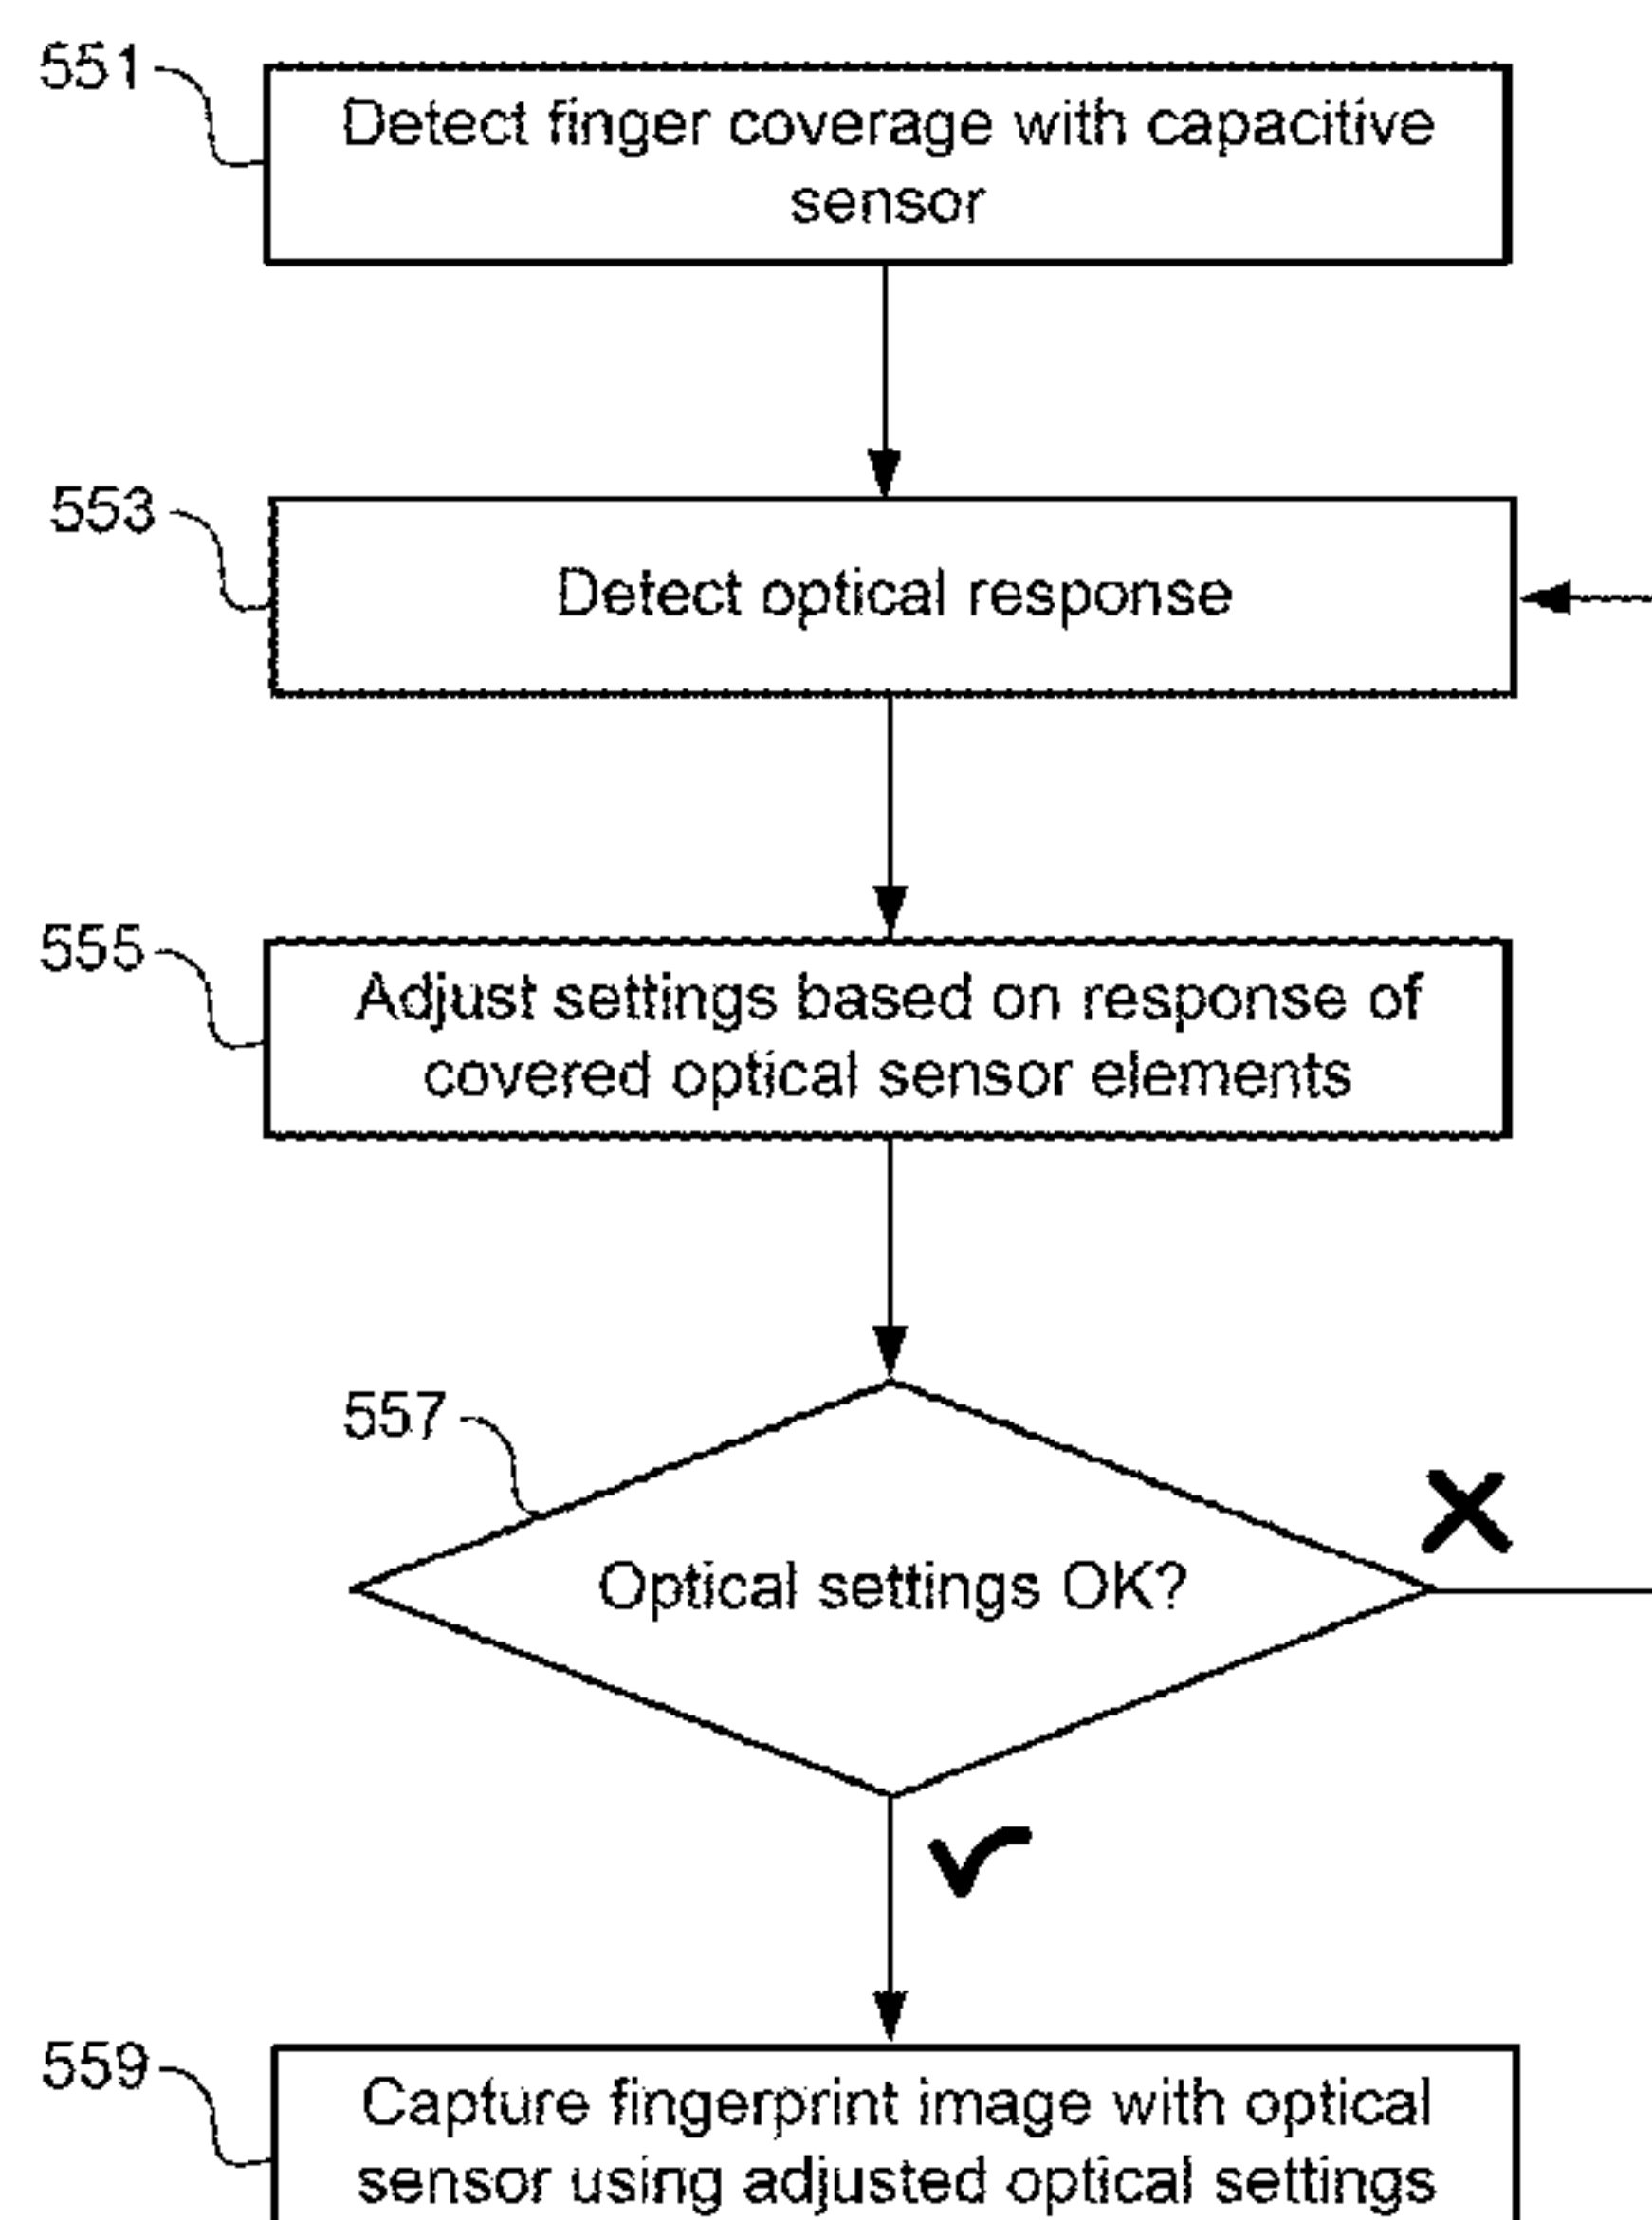 551
Detect finger coverage with capacitive
sensor
553
Detect optical response
555
Adjust settings based on response of
covered optical sensor elements
557
Optical settings OK?
559
Capture fingerprint image with optical
sensor using adjusted optical settings